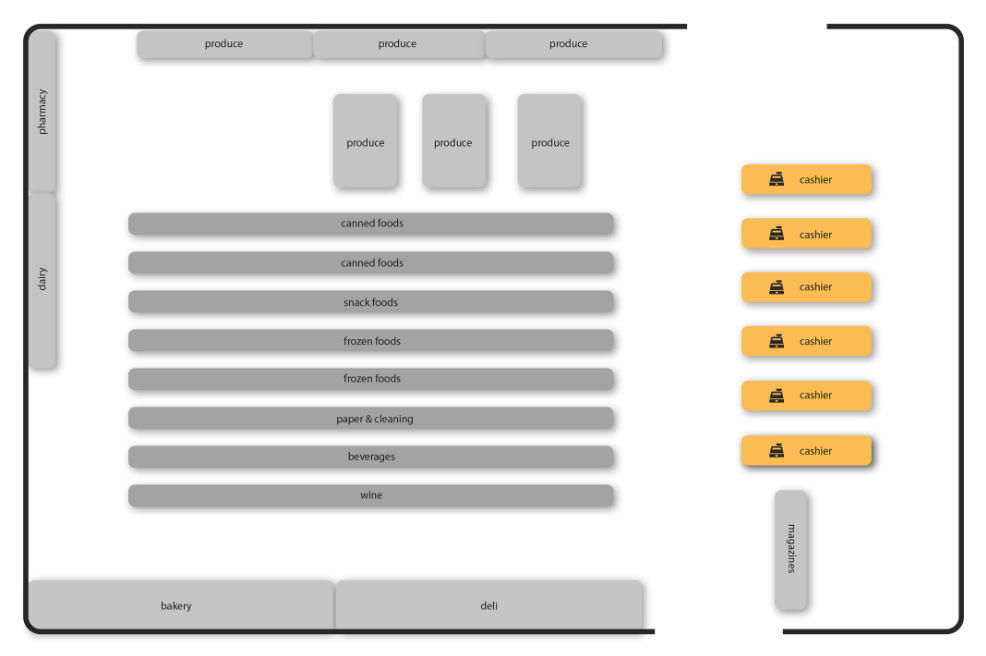 produce
produce
produce
pharmacy
produce
produce
produce
cashier
canned foods
cashier
canned foods
dairy
cashier
snack foods
frozen foods
cashier
frozen foods
cashier
paper & cleaning
cashier
beverages
wine
magazines
bakery
deli